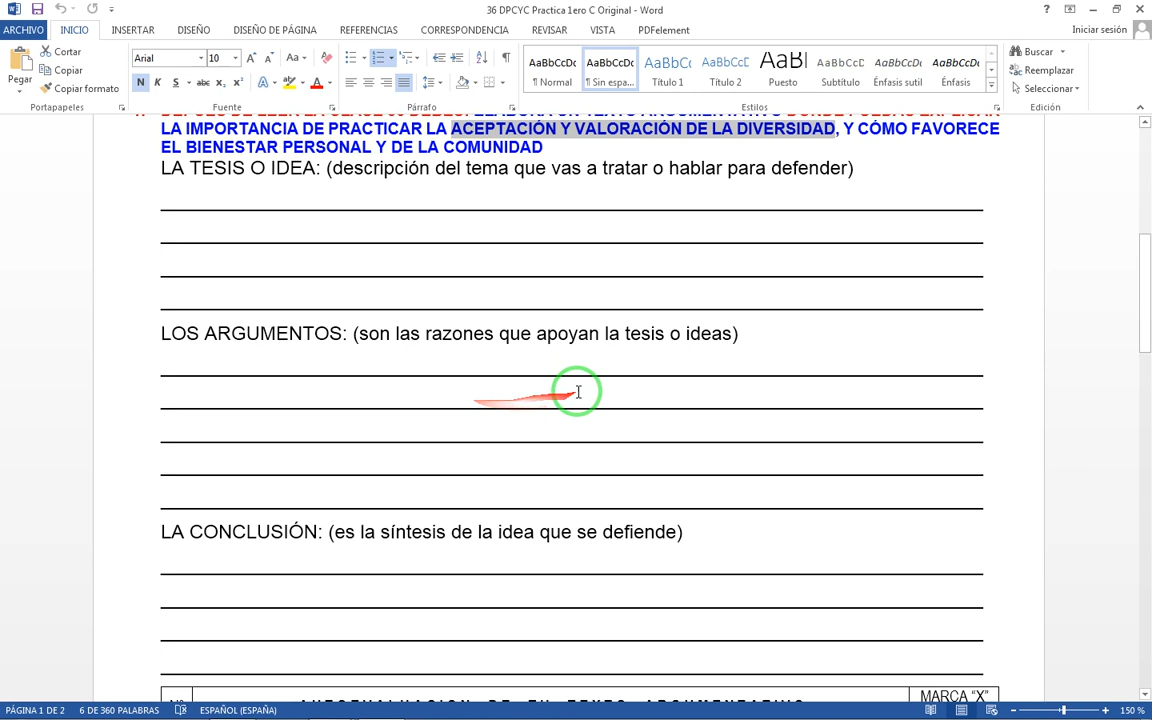 36 DPCYC Practica 1ero C Original - Word
ARCHIVO INICIO INSERTAR DISEÑO DISEÑO DE PÁGINA REFERENCIAS CORRESPONDENCIA REVISAR VISTA PDFelement Iniciar sesión
Pegar
Cortar
Copiar
Copiar formato
Portapapeles
Arial 10
N K S abc x₂ x² A
Fuente
Párrafo
AaBbCcDc AaBbCcDc AaBbCc AaBbCcD AaBl AaBbCcD AaBbCcDc AaBbCcDc
¶ Normal ¶ Sin espa... Título 1 Título 2 Puesto Subtítulo Énfasis sutil Énfasis
Estilos
Buscar
Reemplazar
Seleccionar
Edición
LA IMPORTANCIA DE PRACTICAR LA ACEPTACIÓN Y VALORACIÓN DE LA DIVERSIDAD, Y CÓMO FAVORECE
EL BIENESTAR PERSONAL Y DE LA COMUNIDAD
LA TESIS O IDEA: (descripción del tema que vas a tratar o hablar para defender)
LOS ARGUMENTOS: (son las razones que apoyan la tesis o ideas)
LA CONCLUSIÓN: (es la síntesis de la idea que se defiende)
MARCA “X”
PÁGINA 1 DE 2 6 DE 360 PALABRAS ESPAÑOL (ESPAÑA) 150 %